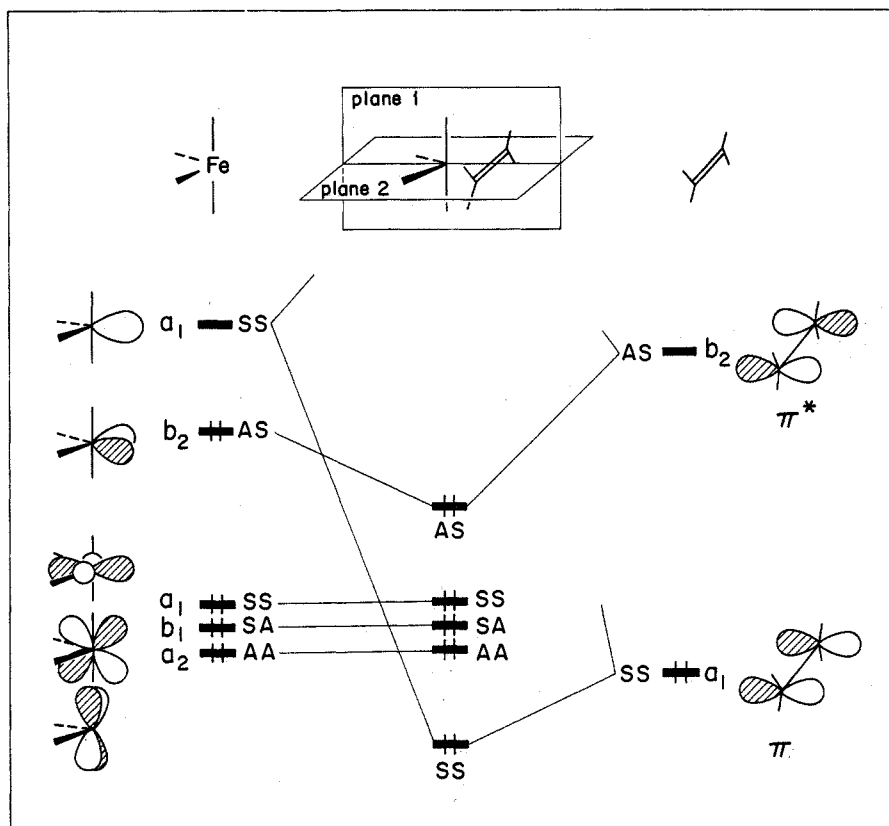 plane 1
Fe
plane 2
a₁ SS
AS b₂
π*
b₂ AS
AS
a₁ SS SS
b₁ SA SA
a₂ AA AA
SS a₁
π
SS